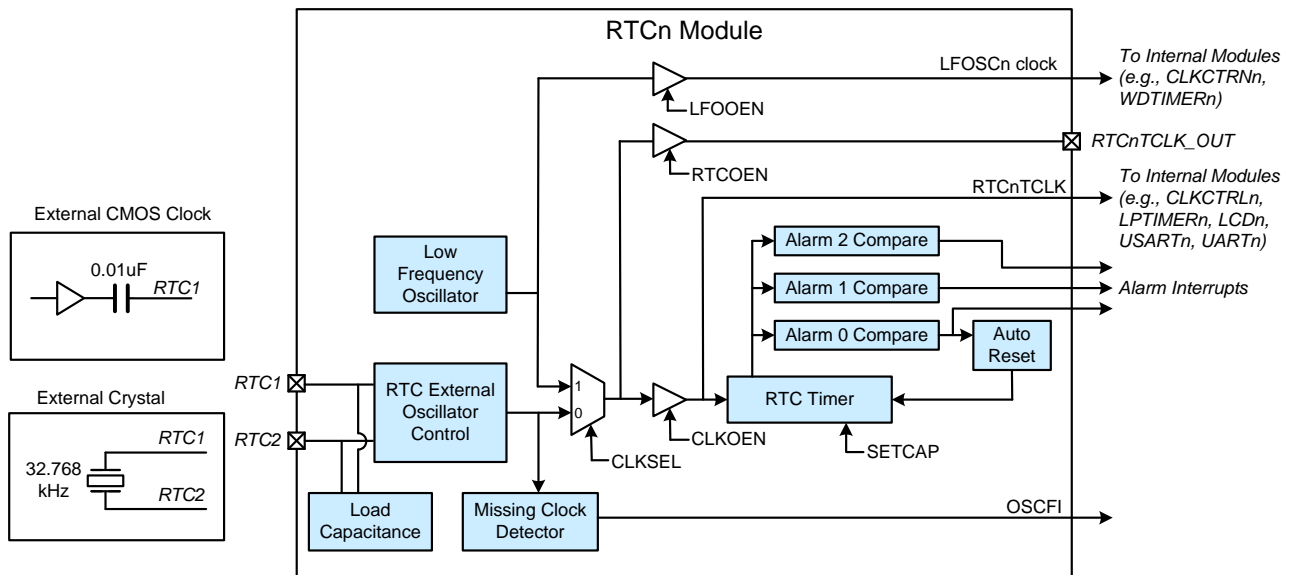 RTCn Module
LFOSCn clock
To Internal Modules
(e.g., CLKCTRNn,
WDTIMERn)
LFOOEN
RTCnTCLK_OUT
RTCOEN
RTCnTCLK
To Internal Modules
(e.g., CLKCTRLn,
LPTIMERn, LCDn,
USARTn, UARTn)
External CMOS Clock
0.01uF
RTC1
Low
Frequency
Oscillator
Alarm 2 Compare
Alarm 1 Compare
Alarm Interrupts
Alarm 0 Compare
Auto
Reset
RTC1
RTC2
RTC External
Oscillator
Control
1
0
CLKSEL
CLKOEN
RTC Timer
SETCAP
External Crystal
RTC1
32.768
kHz
RTC2
Load
Capacitance
Missing Clock
Detector
OSCFI